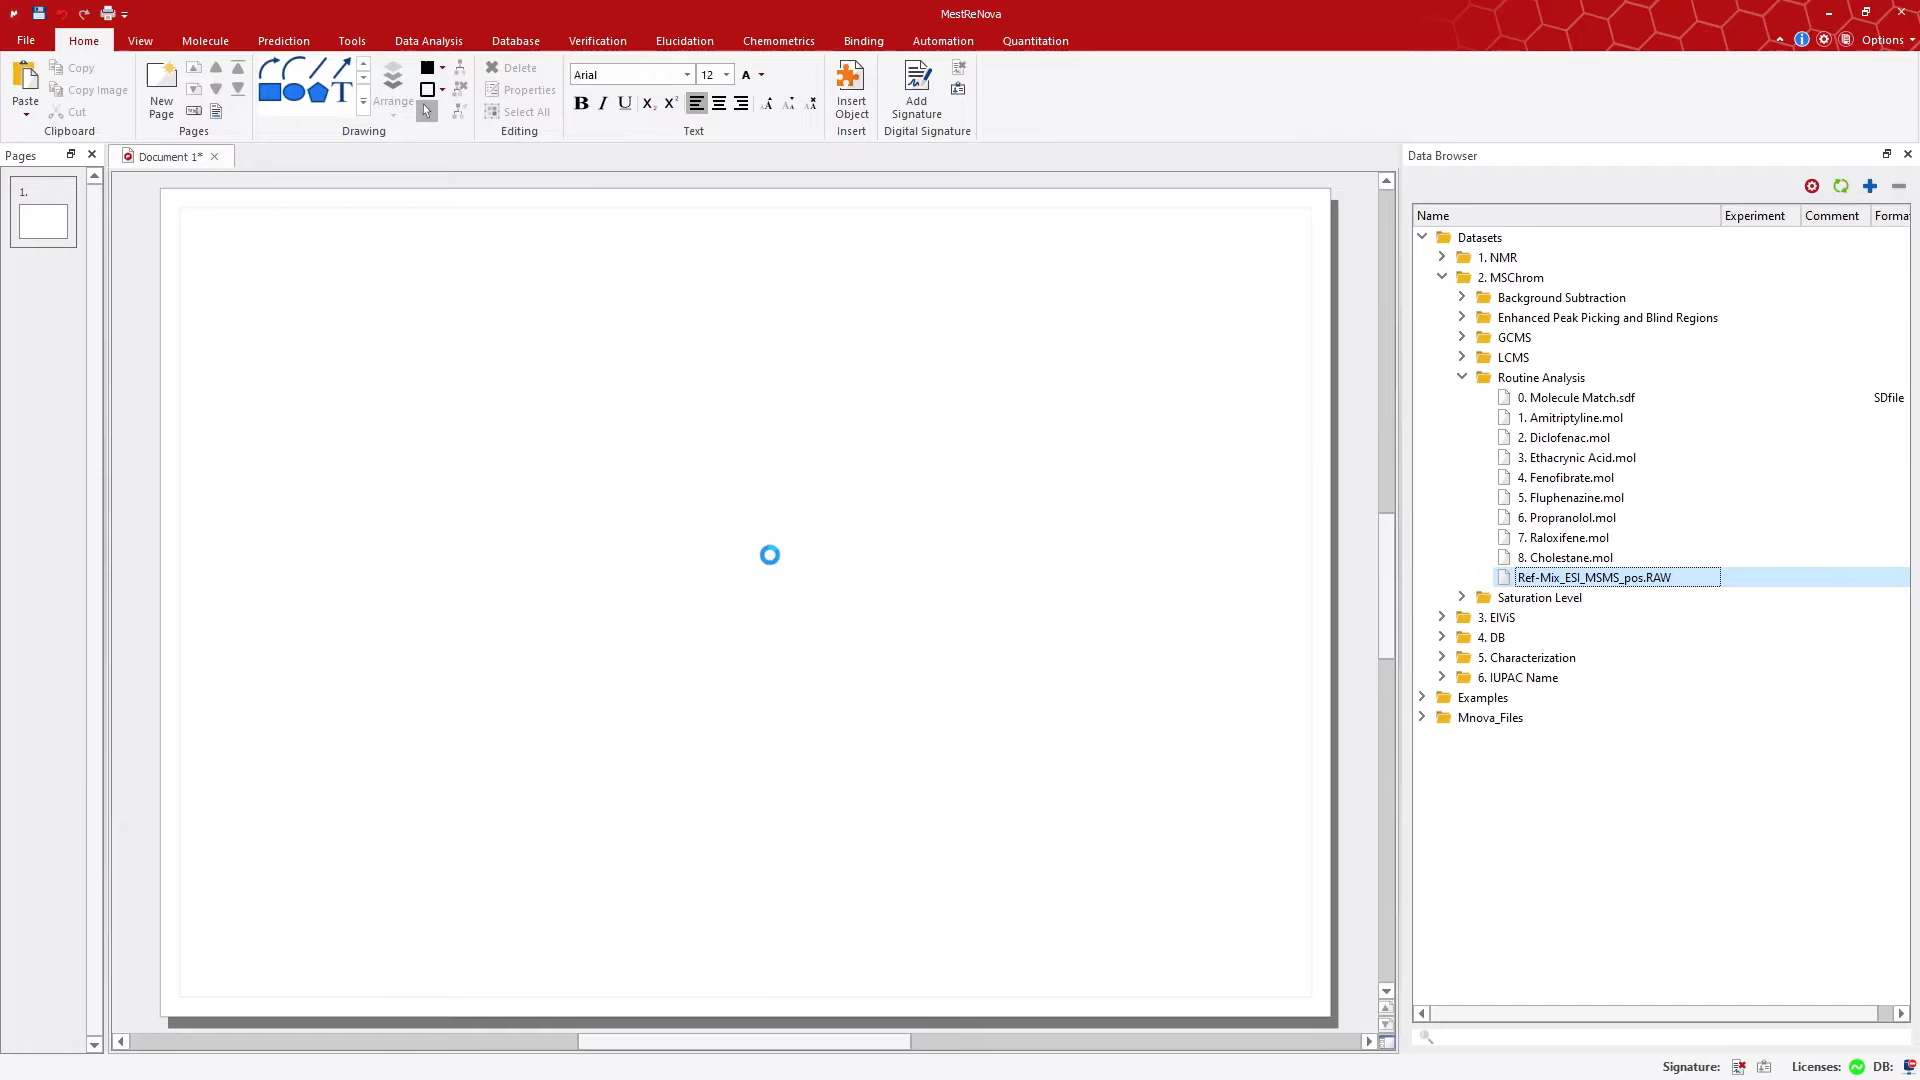 MestReNova
File Home View Molecule Prediction Tools Data Analysis Database Verification Elucidation Chemometrics Binding Automation Quantitation Options
Paste
Copy
Copy Image
Cut
Clipboard
New
Page
Pages
T
Arrange
Drawing
Delete
Properties
Select All
Editing
Arial 12 A
B I U X₂ X² A A A
Text
Insert
Object
Insert
Add
Signature
Digital Signature
Pages
Document 1*
Data Browser
1.
Name Experiment Comment Format
Datasets
1. NMR
2. MSChrom
Background Subtraction
Enhanced Peak Picking and Blind Regions
GCMS
LCMS
Routine Analysis
0. Molecule Match.sdf SDfile
1. Amitriptyline.mol
2. Diclofenac.mol
3. Ethacrynic Acid.mol
4. Fenofibrate.mol
5. Fluphenazine.mol
6. Propranolol.mol
7. Raloxifene.mol
8. Cholestane.mol
Ref-Mix_ESI_MSMS_pos.RAW
Saturation Level
3. ElViS
4. DB
5. Characterization
6. IUPAC Name
Examples
Mnova_Files
Signature: Licenses: DB: